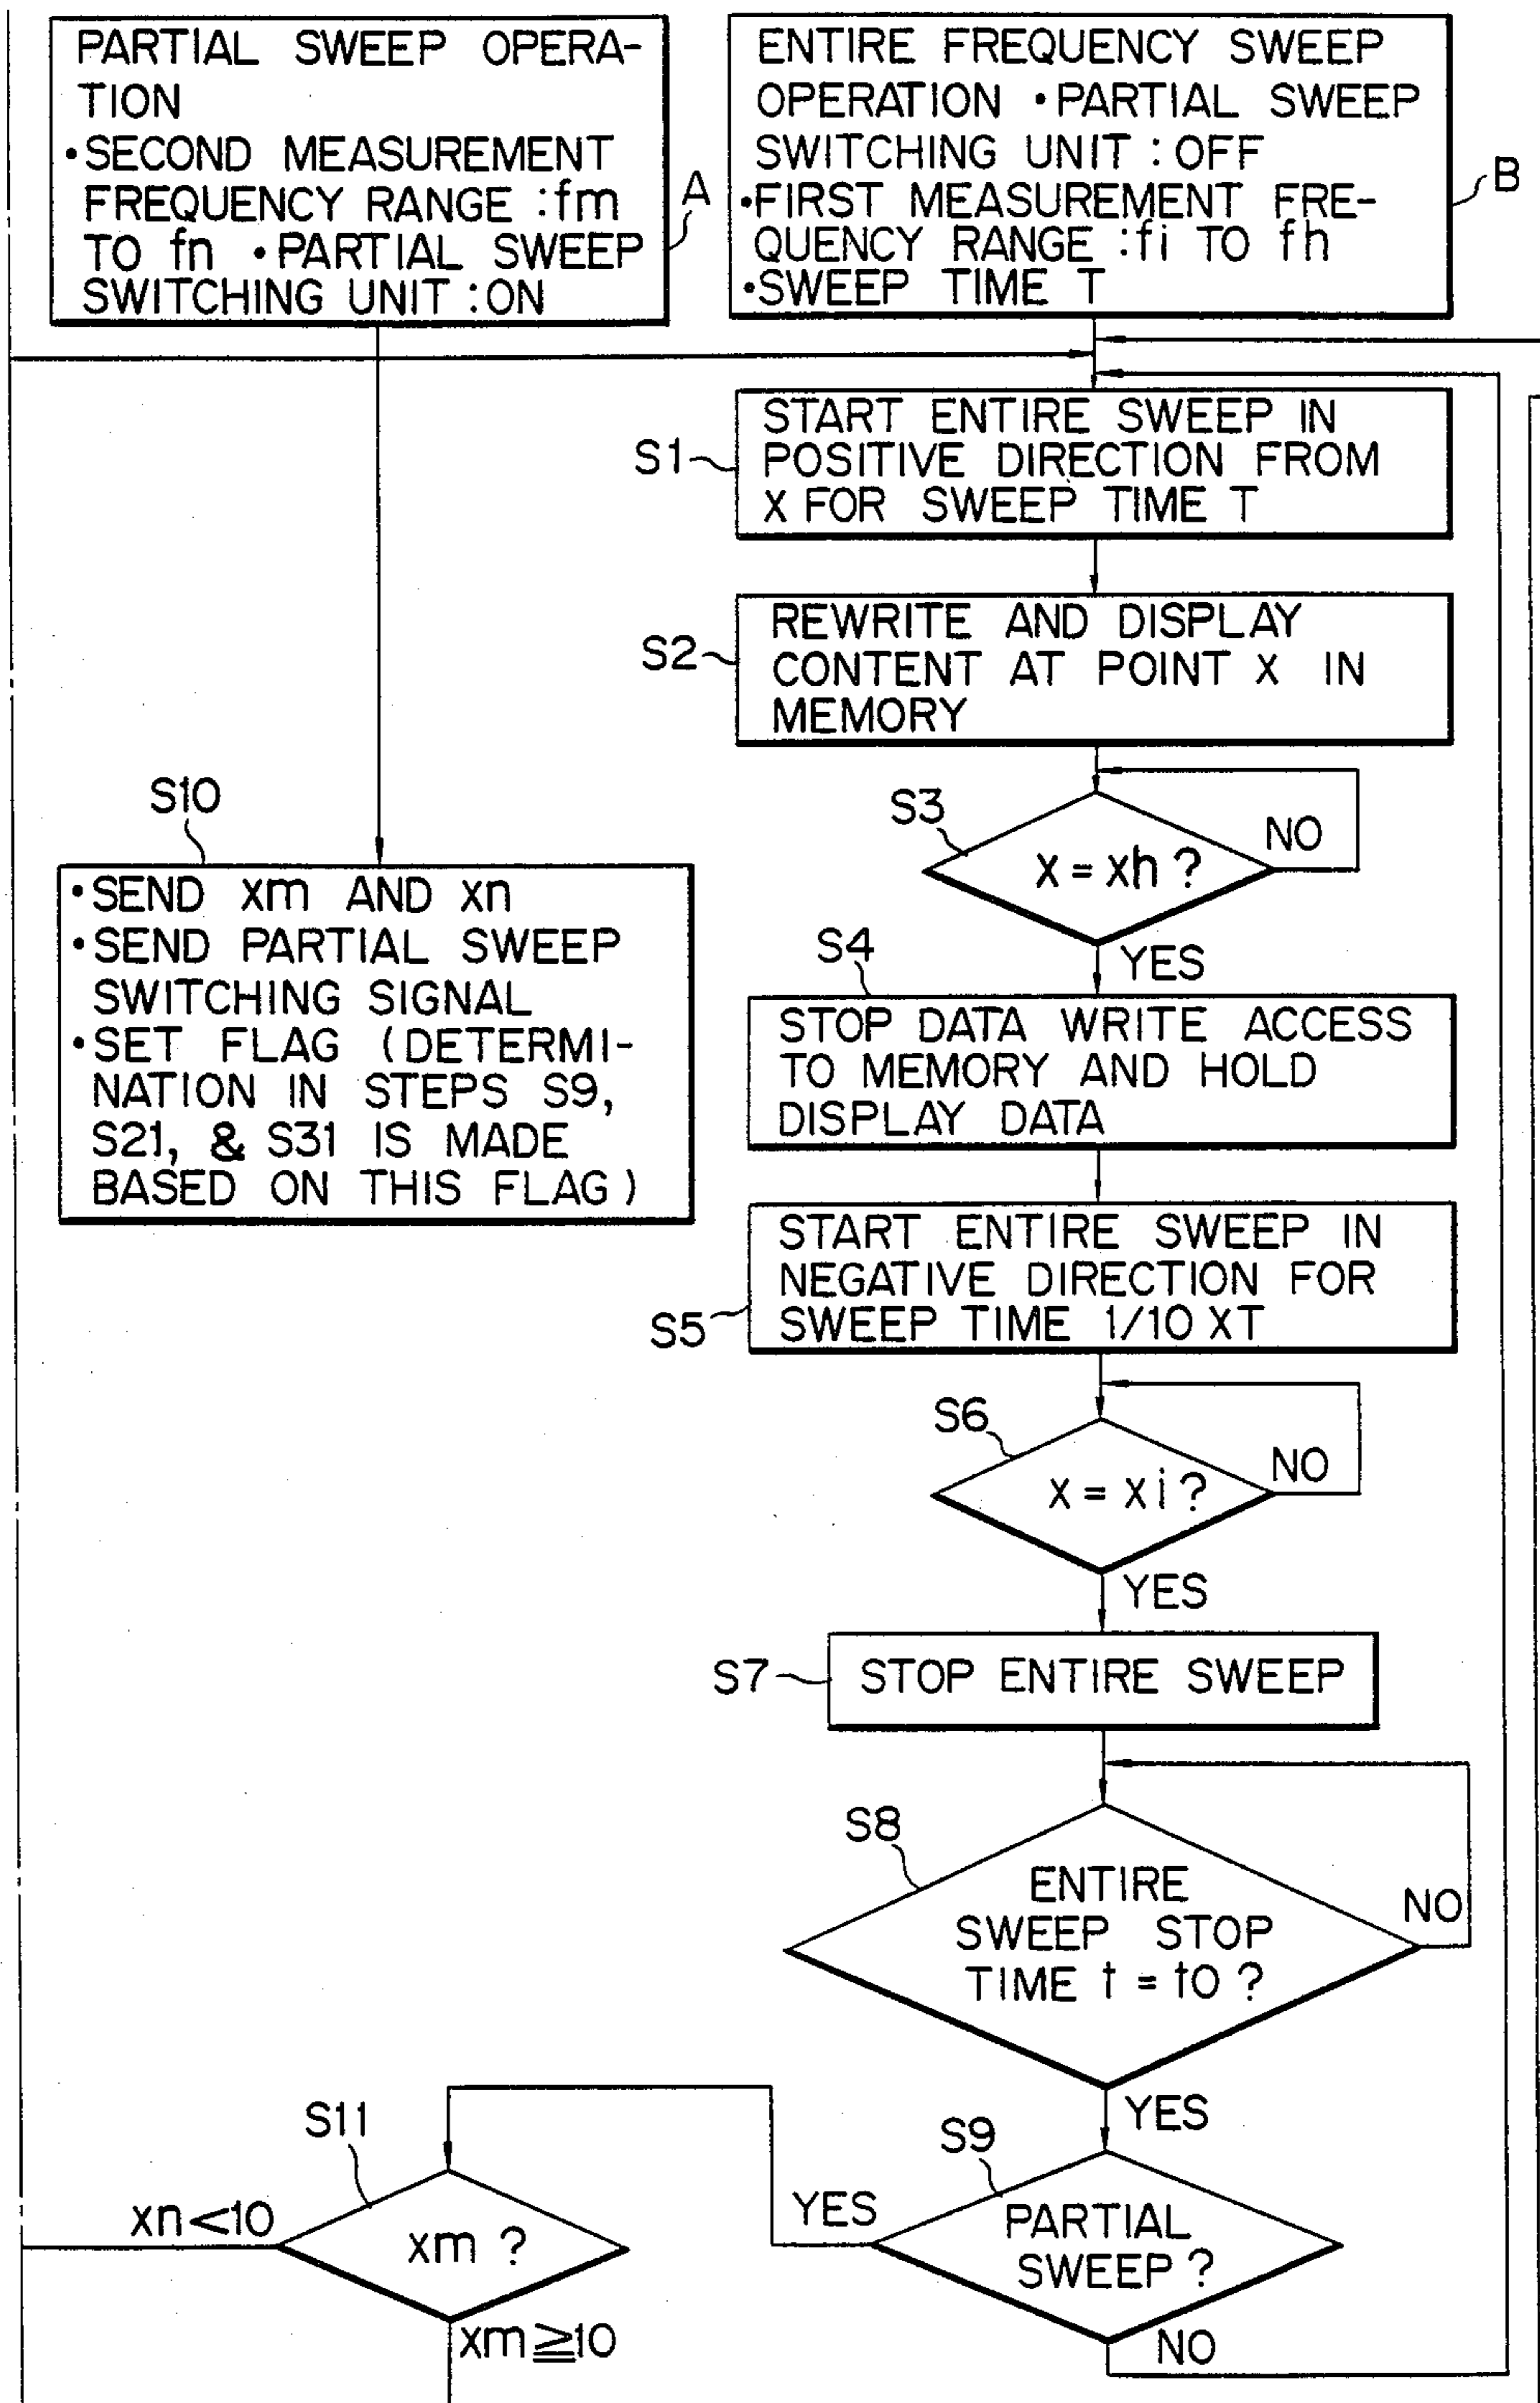 PARTIAL SWEEP OPERA-
TION
•SECOND MEASUREMENT
FREQUENCY RANGE :fm
TO fn •PARTIAL SWEEP
SWITCHING UNIT :ON
A
ENTIRE FREQUENCY SWEEP
OPERATION •PARTIAL SWEEP
SWITCHING UNIT :OFF
•FIRST MEASUREMENT FRE-
QUENCY RANGE :fi TO fh
•SWEEP TIME T
B
S1
START ENTIRE SWEEP IN
POSITIVE DIRECTION FROM
X FOR SWEEP TIME T
S2
REWRITE AND DISPLAY
CONTENT AT POINT X IN
MEMORY
S3
X = xh ?
NO
YES
S10
•SEND xm AND xn
•SEND PARTIAL SWEEP
SWITCHING SIGNAL
•SET FLAG (DETERMI-
NATION IN STEPS S9,
S21, & S31 IS MADE
BASED ON THIS FLAG)
S4
STOP DATA WRITE ACCESS
TO MEMORY AND HOLD
DISPLAY DATA
S5
START ENTIRE SWEEP IN
NEGATIVE DIRECTION FOR
SWEEP TIME 1/10 XT
S6
X = xi ?
NO
YES
S7
STOP ENTIRE SWEEP
S8
ENTIRE
SWEEP STOP
TIME t = t0 ?
NO
YES
S9
PARTIAL
SWEEP ?
YES
NO
S11
xm ?
xn<10
xm≧10